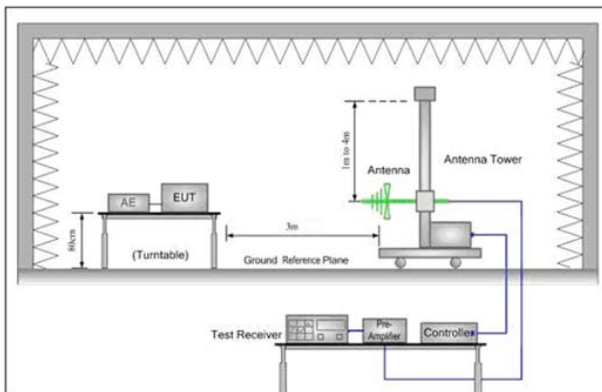 1m to 4m
Antenna
Antenna Tower
AE
EUT
80cm
(Turntable)
3m
Ground Reference Plane
Test Receiver
Pre-
Amplifier
Controller